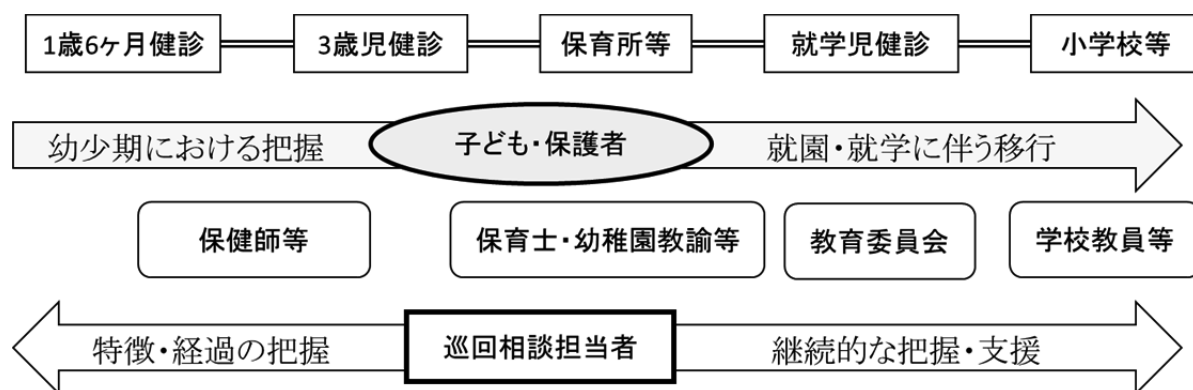 1歳6ヶ月健診 3歳児健診 保育所等 就学児健診 小学校等
幼少期における把握 子ども・保護者 就園・就学に伴う移行
保健師等 保育士・幼稚園教諭等 教育委員会 学校教員等
特徴・経過の把握 巡回相談担当者 継続的な把握・支援